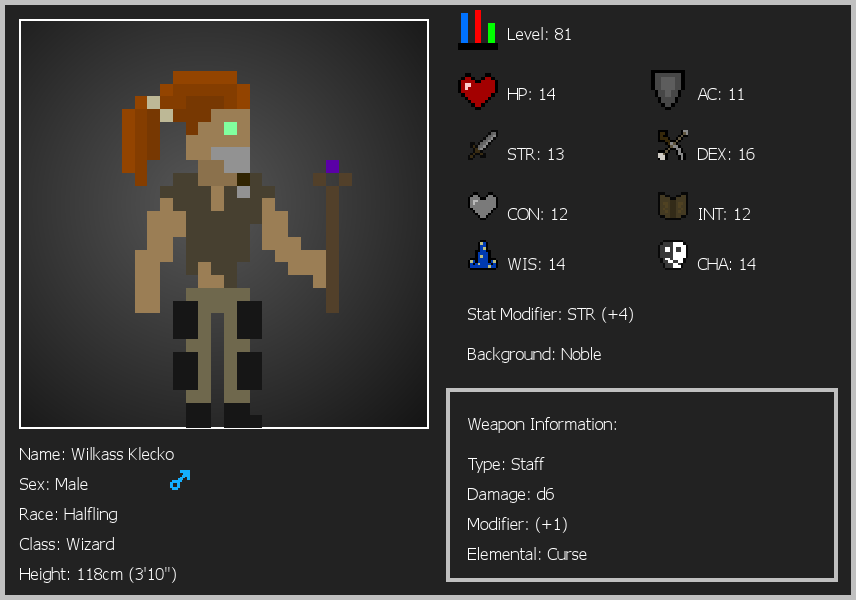 Level: 81
HP: 14
AC: 11
STR: 13
DEX: 16
CON: 12
INT: 12
WIS: 14
CHA: 14
Stat Modifier: STR (+4)
Background: Noble
Weapon Information:
Type: Staff
Damage: d6
Modifier: (+1)
Elemental: Curse
Name: Wilkass Klecko
Sex: Male
Race: Halfling
Class: Wizard
Height: 118cm (3'10")